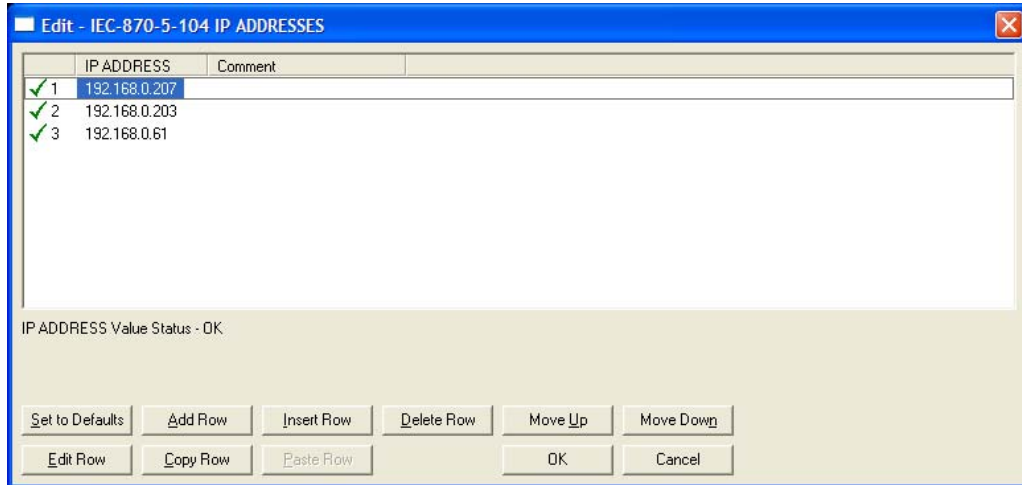 Edit - IEC-870-5-104 IP ADDRESSES
IP ADDRESS Comment
1 192.168.0.207
2 192.168.0.203
3 192.168.0.61
IP ADDRESS Value Status - OK
Set to Defaults Add Row Insert Row Delete Row Move Up Move Down
Edit Row Copy Row Paste Row OK Cancel